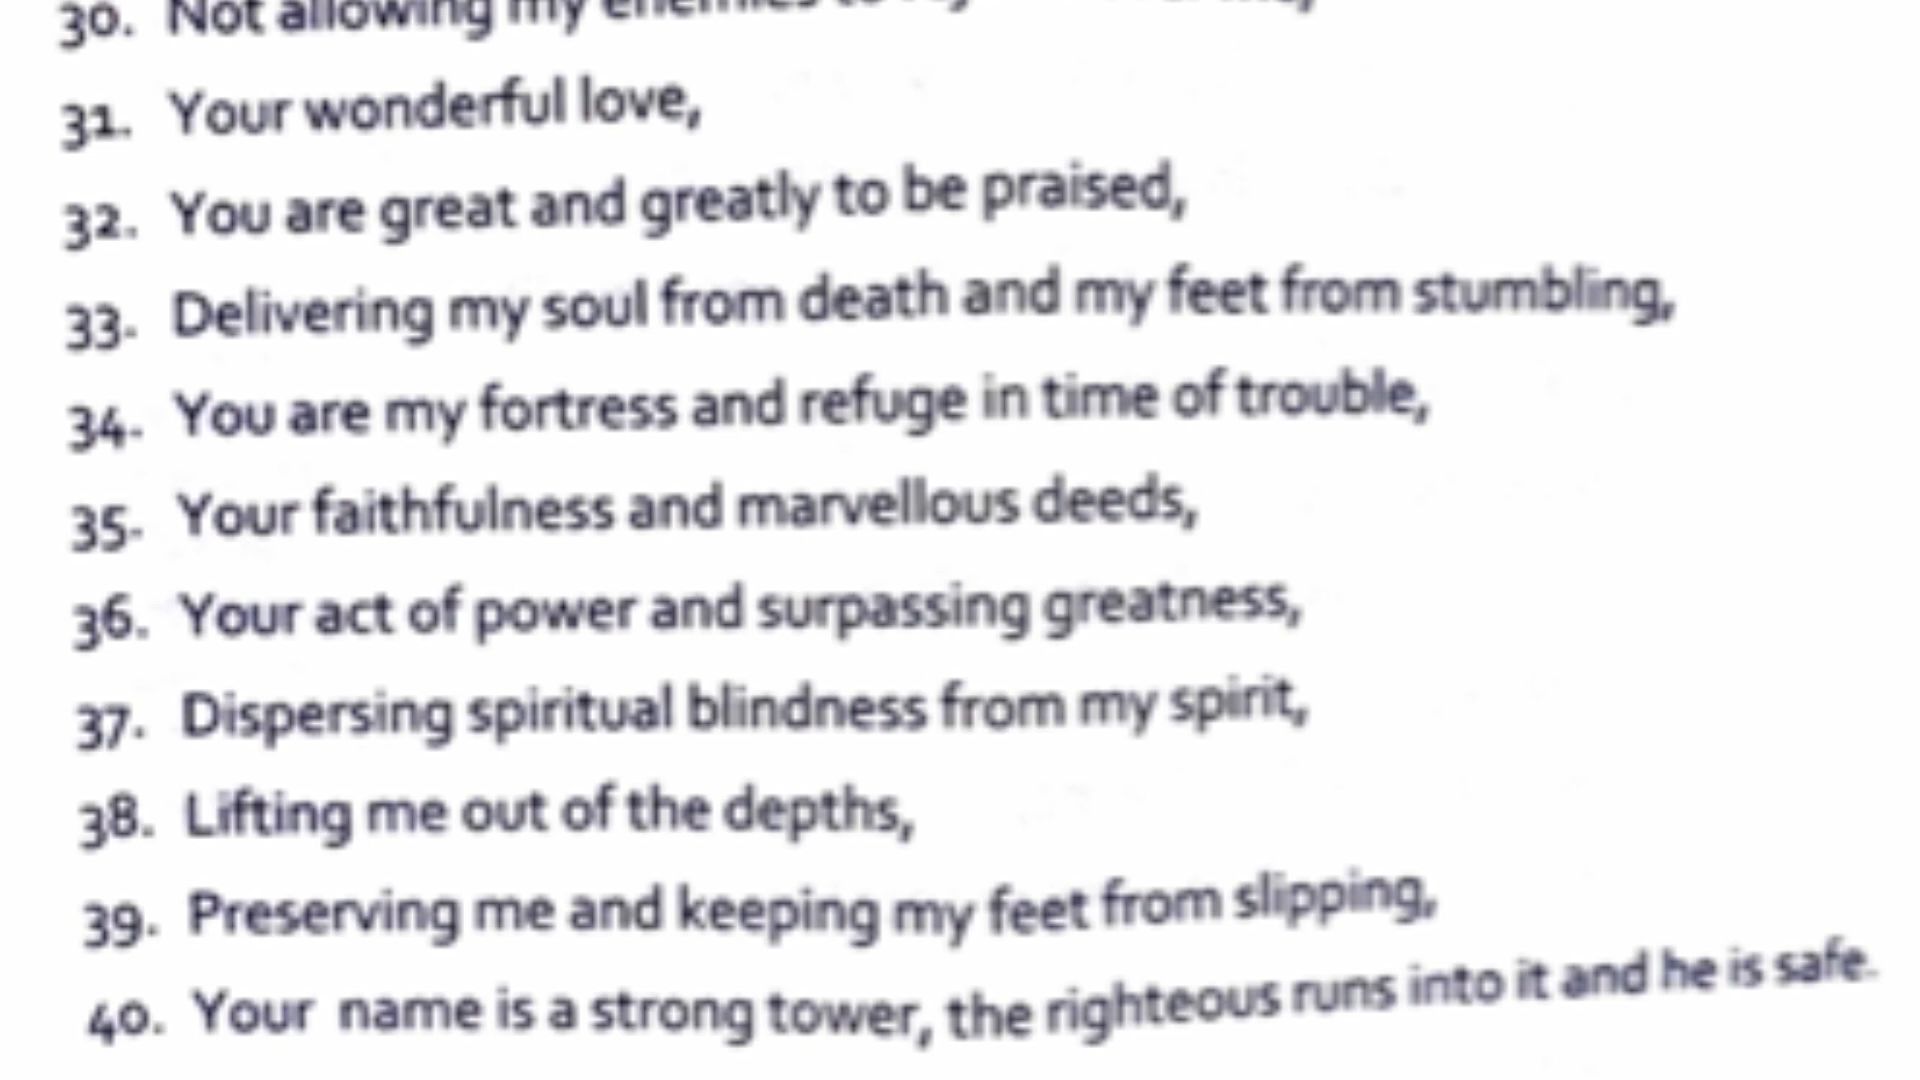 30. Not allowing my enemies to
31. Your wonderful love,
32. You are great and greatly to be praised,
33. Delivering my soul from death and my feet from stumbling,
34. You are my fortress and refuge in time of trouble,
35. Your faithfulness and marvellous deeds,
36. Your act of power and surpassing greatness,
37. Dispersing spiritual blindness from my spirit,
38. Lifting me out of the depths,
39. Preserving me and keeping my feet from slipping,
40. Your name is a strong tower, the righteous runs into it and he is safe.